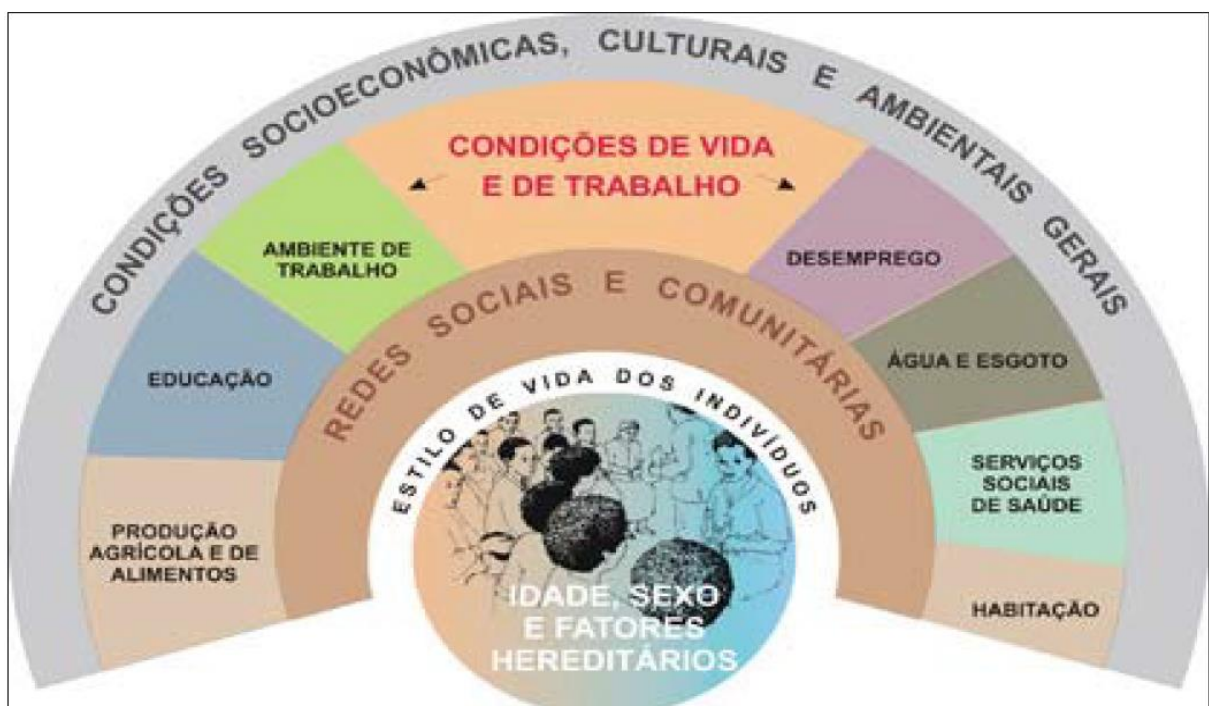 CONDIÇÕES SOCIOECONÔMICAS, CULTURAIS E AMBIENTAIS GERAIS
CONDIÇÕES DE VIDA
E DE TRABALHO
AMBIENTE DE
TRABALHO
DESEMPREGO
REDES SOCIAIS E COMUNITÁRIAS
EDUCAÇÃO
ÁGUA E ESGOTO
ESTILO DE VIDA DOS INDIVÍDUOS
PRODUÇÃO
AGRÍCOLA E DE
ALIMENTOS
SERVIÇOS
SOCIAIS
DE SAÚDE
HABITAÇÃO
IDADE, SEXO
E FATORES
HEREDITÁRIOS